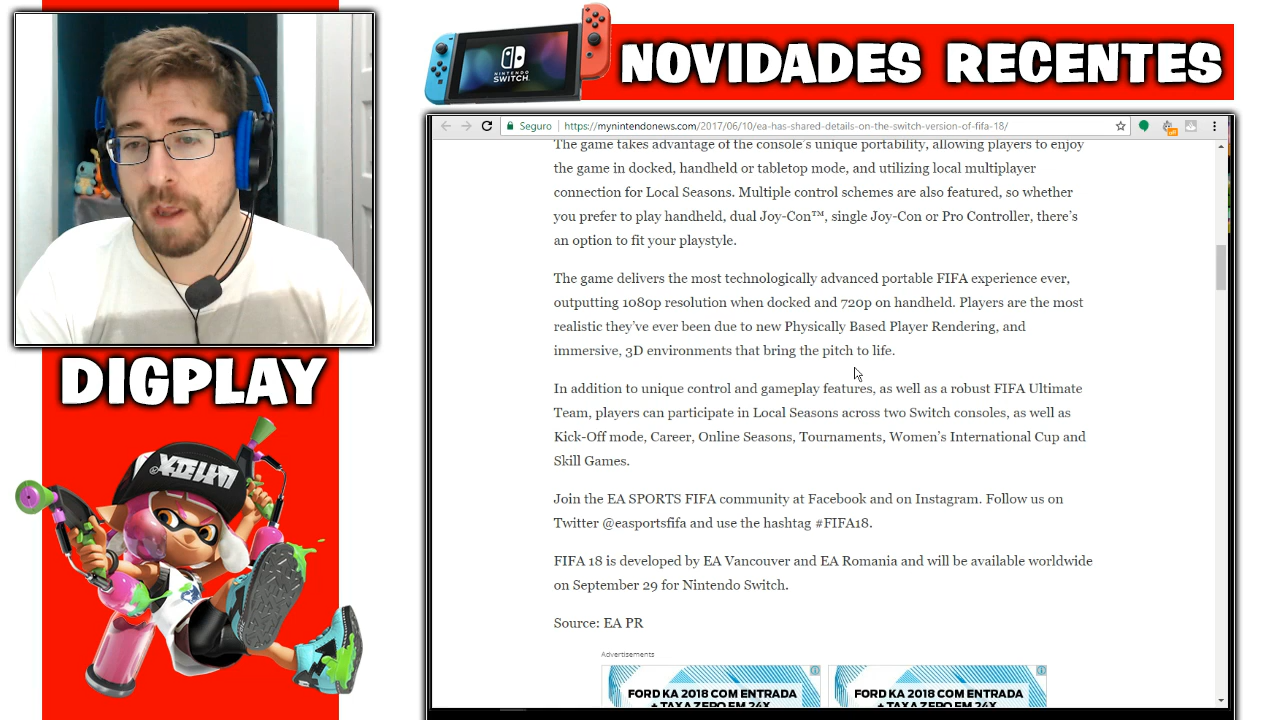 NOVIDADES RECENTES
NINTENDO
SWITCH
Seguro
https://mynintendonews.com/2017/06/10/ea-has-shared-details-on-the-switch-version-of-fifa-18/
off
The game takes advantage of the console's unique portability, allowing players to enjoy
the game in docked, handheld or tabletop mode, and utilizing local multiplayer
connection for Local Seasons. Multiple control schemes are also featured, so whether
you prefer to play handheld, dual Joy-Con™, single Joy-Con or Pro Controller, there's
an option to fit your playstyle.
The game delivers the most technologically advanced portable FIFA experience ever,
outputting 1080p resolution when docked and 720p on handheld. Players are the most
realistic they've ever been due to new Physically Based Player Rendering, and
immersive, 3D environments that bring the pitch to life.
In addition to unique control and gameplay features, as well as a robust FIFA Ultimate
Team, players can participate in Local Seasons across two Switch consoles, as well as
Kick-Off mode, Career, Online Seasons, Tournaments, Women's International Cup and
Skill Games.
Join the EA SPORTS FIFA community at Facebook and on Instagram. Follow us on
Twitter @easportsfifa and use the hashtag #FIFA18.
FIFA 18 is developed by EA Vancouver and EA Romania and will be available worldwide
on September 29 for Nintendo Switch.
Source: EA PR
Advertisements
FORD KA 2018 COM ENTRADA
+ TAXA ZERO EM 24X
FORD KA 2018 COM ENTRADA
+ TAXA ZERO EM 24X
DIGPLAY